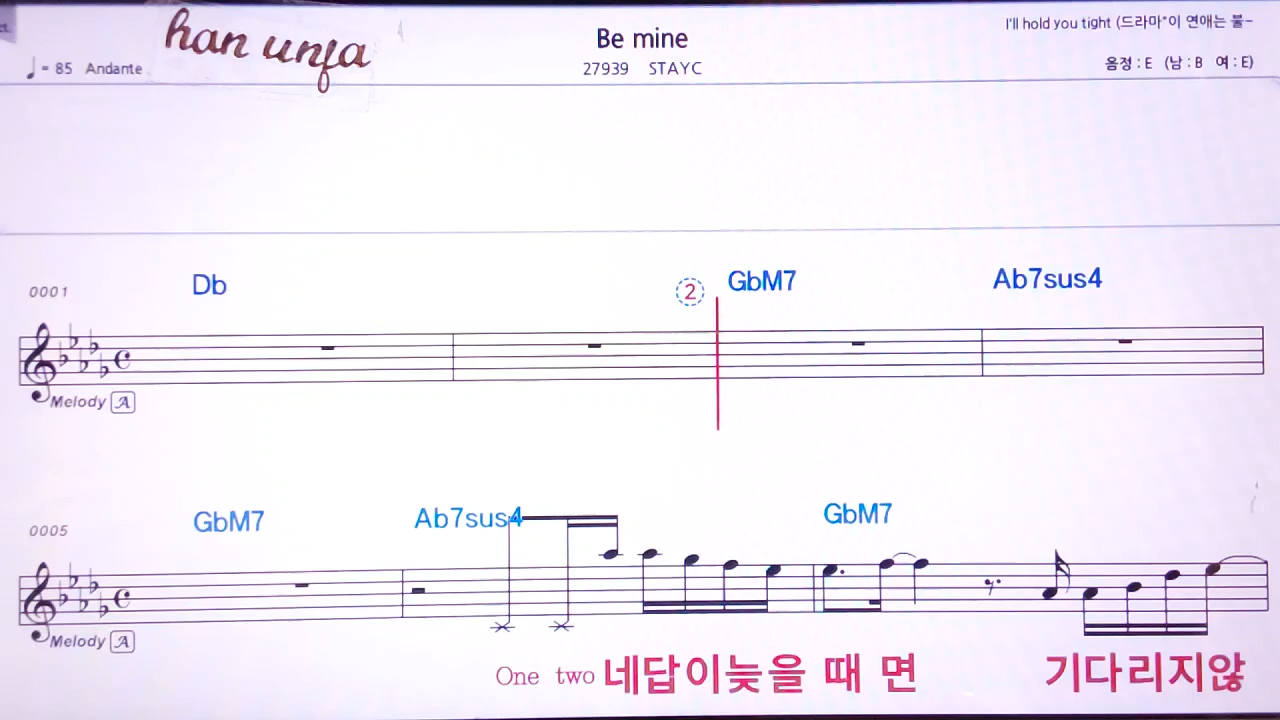 han unfa
♩= 85 Andante
Be mine
27939 STAYC
I'll hold you tight (드라마"이 연애는 불-
음정 : E (남 : B 여 : E)
0001
Db
② GbM7
Ab7sus4
Melody A
0005
GbM7
Ab7sus4
GbM7
Melody A
One two 네답이늦을 때 면 기다리지않